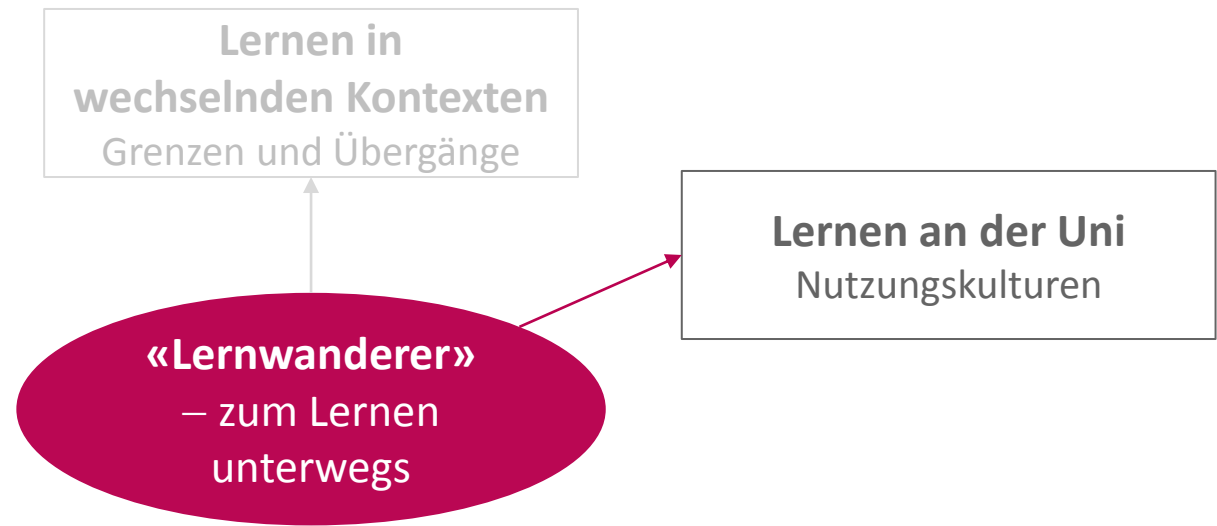 Lernen in
wechselnden Kontexten
Grenzen und Übergänge
Lernen an der Uni
Nutzungskulturen
«Lernwanderer»
– zum Lernen
unterwegs